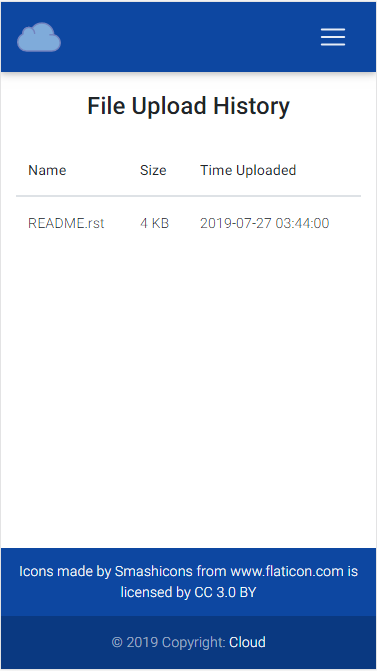 File Upload History
Name Size Time Uploaded
README.rst 4 KB 2019-07-27 03:44:00
Icons made by Smashicons from www.flaticon.com is
licensed by CC 3.0 BY
© 2019 Copyright: Cloud